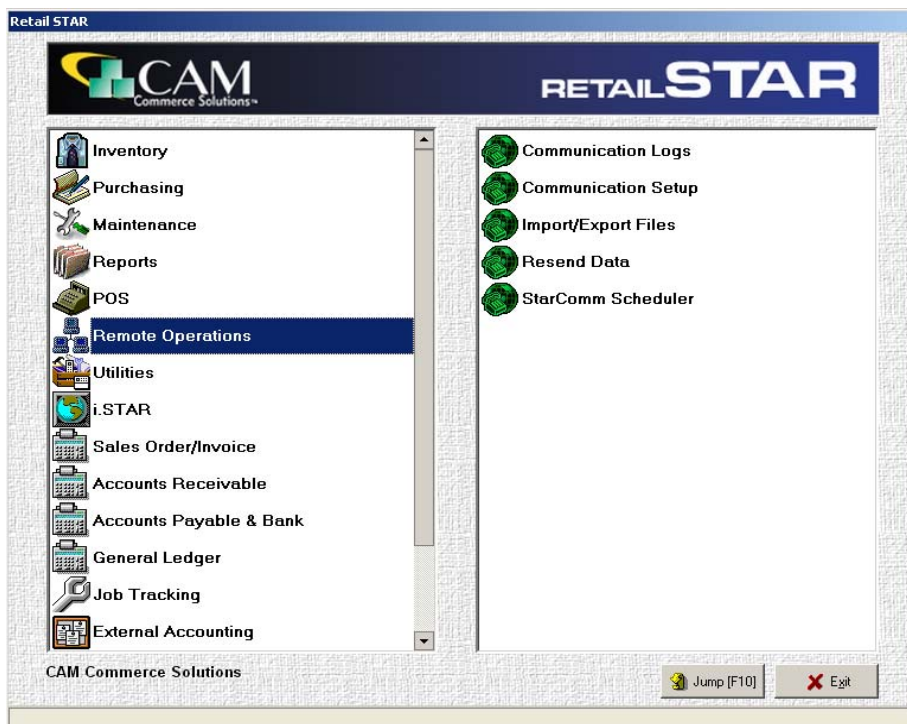 Retail STAR
CAM
Commerce Solutions™
RETAILSTAR
Inventory
Purchasing
Maintenance
Reports
POS
Remote Operations
Utilities
i.STAR
Sales Order/Invoice
Accounts Receivable
Accounts Payable & Bank
General Ledger
Job Tracking
External Accounting
Communication Logs
Communication Setup
Import/Export Files
Resend Data
StarComm Scheduler
CAM Commerce Solutions
Jump [F10]
Exit